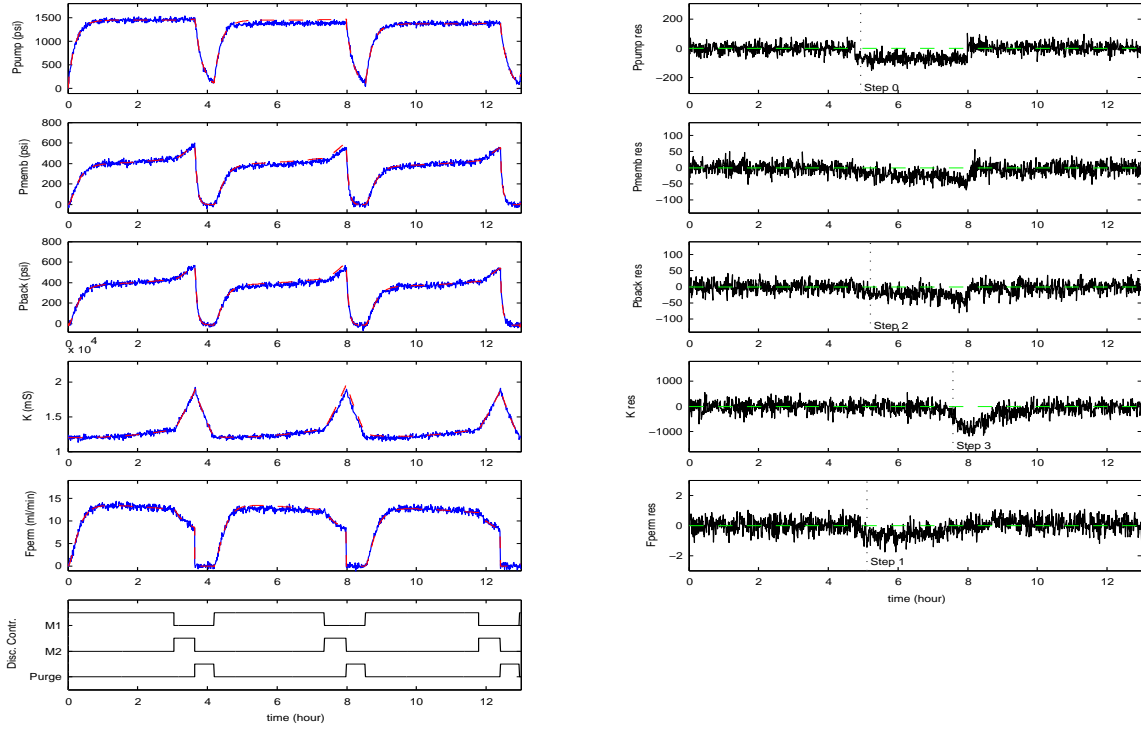 Ppump (psi)
1500
1000
500
0
0 2 4 6 8 10 12
Pmemb (psi)
800
600
400
200
0
0 2 4 6 8 10 12
Pback (psi)
800
600
400
200
0
0 2 4 6 8 10 12
x 10^4
K (mS)
2
1.5
1
0 2 4 6 8 10 12
Fperm (ml/min)
15
10
5
0
0 2 4 6 8 10 12
Disc. Contr.
M1
M2
Purge
0 2 4 6 8 10 12
time (hour)
Ppump res
200
0
−200
Step 0
0 2 4 6 8 10 12
Pmemb res
100
50
0
−50
−100
0 2 4 6 8 10 12
Pback res
100
50
0
−50
−100
Step 2
0 2 4 6 8 10 12
K res
1000
0
−1000
Step 3
0 2 4 6 8 10 12
Fperm res
2
0
−2
Step 1
0 2 4 6 8 10 12
time (hour)